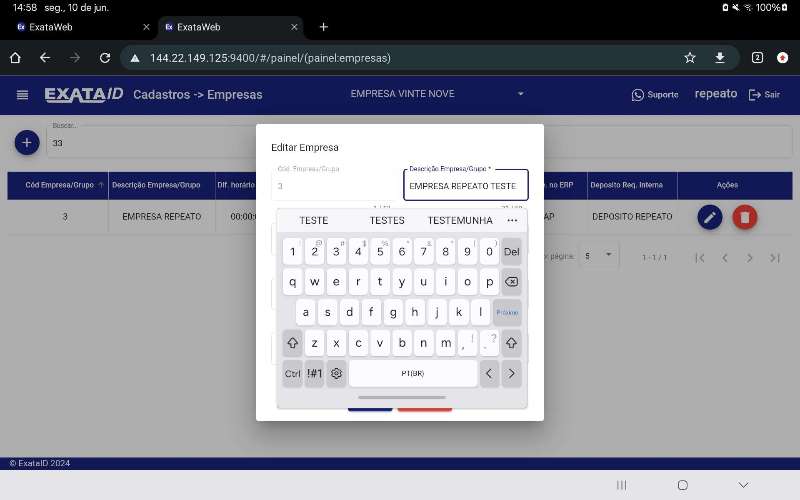 14:58 seg., 10 de jun. 100%
ExataWeb ExataWeb
144.22.149.125:9400/#/painel/(painel:empresas)
2
EXATAID Cadastros -> Empresas EMPRESA VINTE NOVE Suporte repeato Sair
Buscar..
33
Editar Empresa
Cód. Empresa/Grupo Descrição Empresa/Grupo *
3 EMPRESA REPEATO TESTE
Cód Empresa/Grupo Descrição Empresa/Grupo Dif. horário . no ERP Deposito Req. Interna Ações
3 EMPRESA REPEATO 00:00: AP DEPOSITO REPEATO
página: 5 1 - 1 / 1
TESTE TESTES TESTEMUNHA ...
1 2 3 4 5 6 7 8 9 0 Del
q w e r t y u i o p
a s d f g h j k l Próximo
z x c v b n m , ! . ?
Ctrl !#1 PT(BR) < >
© ExataID 2024